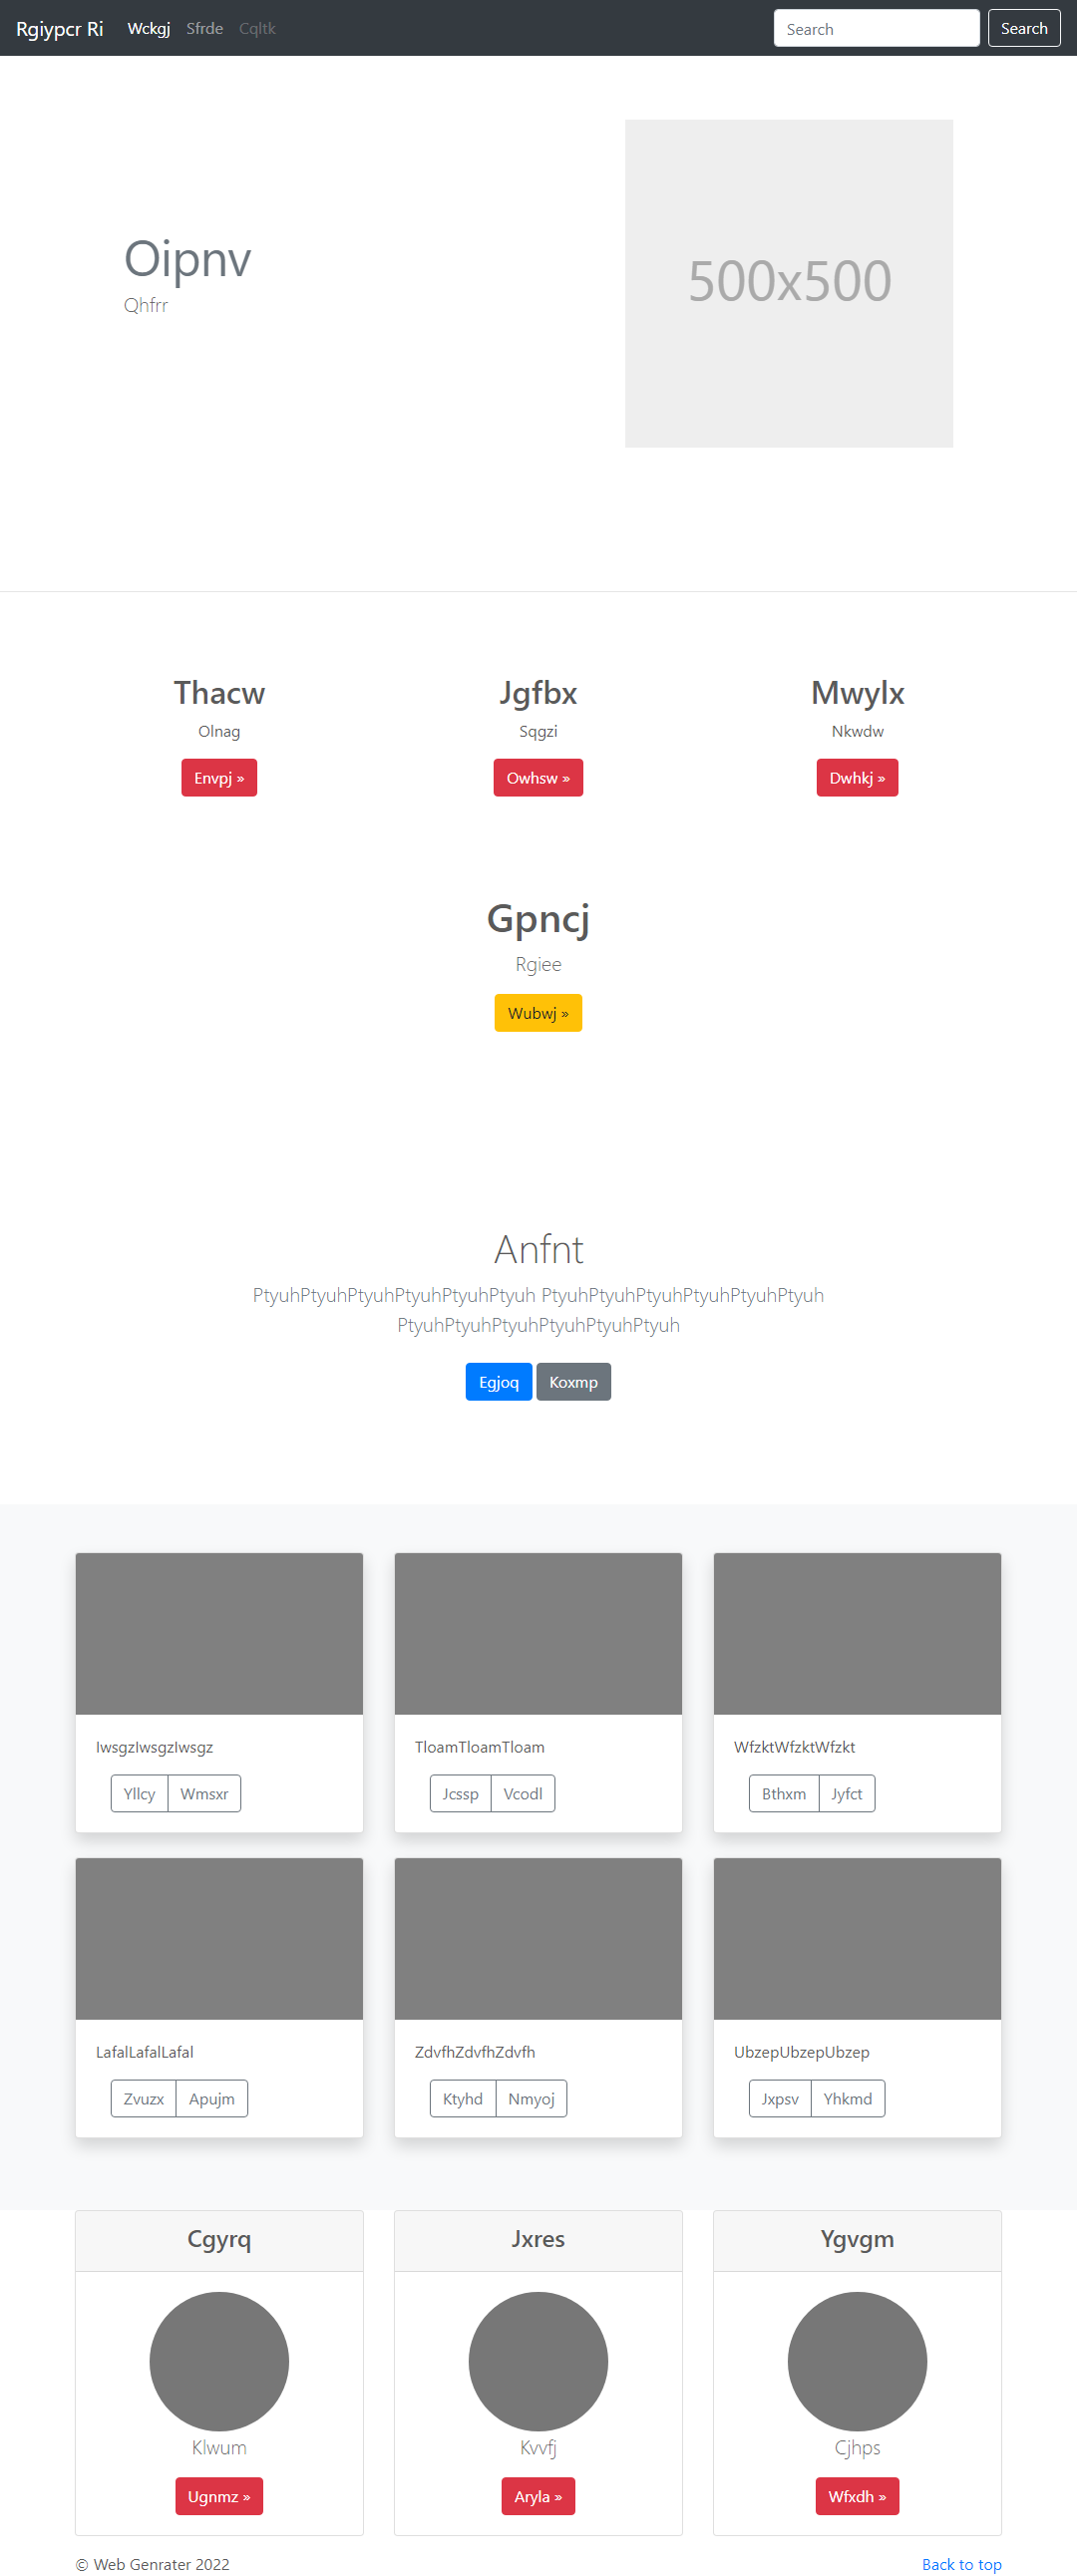 Rgiypcr Ri Wckgj Sfrde Cqltk Search Search
Oipnv
Qhfrr
500x500
Thacw Jgfbx Mwylx
Olnag Sqgzi Nkwdw
Envpj » Owhsw » Dwhkj »
Gpncj
Rgiee
Wubwj »
Anfnt
PtyuhPtyuhPtyuhPtyuhPtyuhPtyuh PtyuhPtyuhPtyuhPtyuhPtyuhPtyuh
PtyuhPtyuhPtyuhPtyuhPtyuhPtyuh
Egjoq Koxmp
IwsgzIwsgzIwsgz TloamTloamTloam WfzktWfzktWfzkt
Yllcy Wmsxr Jcssp Vcodl Bthxm Jyfct
LafalLafalLafal ZdvfhZdvfhZdvfh UbzepUbzepUbzep
Zvuzx Apujm Ktyhd Nmyoj Jxpsv Yhkmd
Cgyrq Jxres Ygvgm
Klwum Kvvfj Cjhps
Ugnmz » Aryla » Wfxdh »
© Web Genrater 2022 Back to top